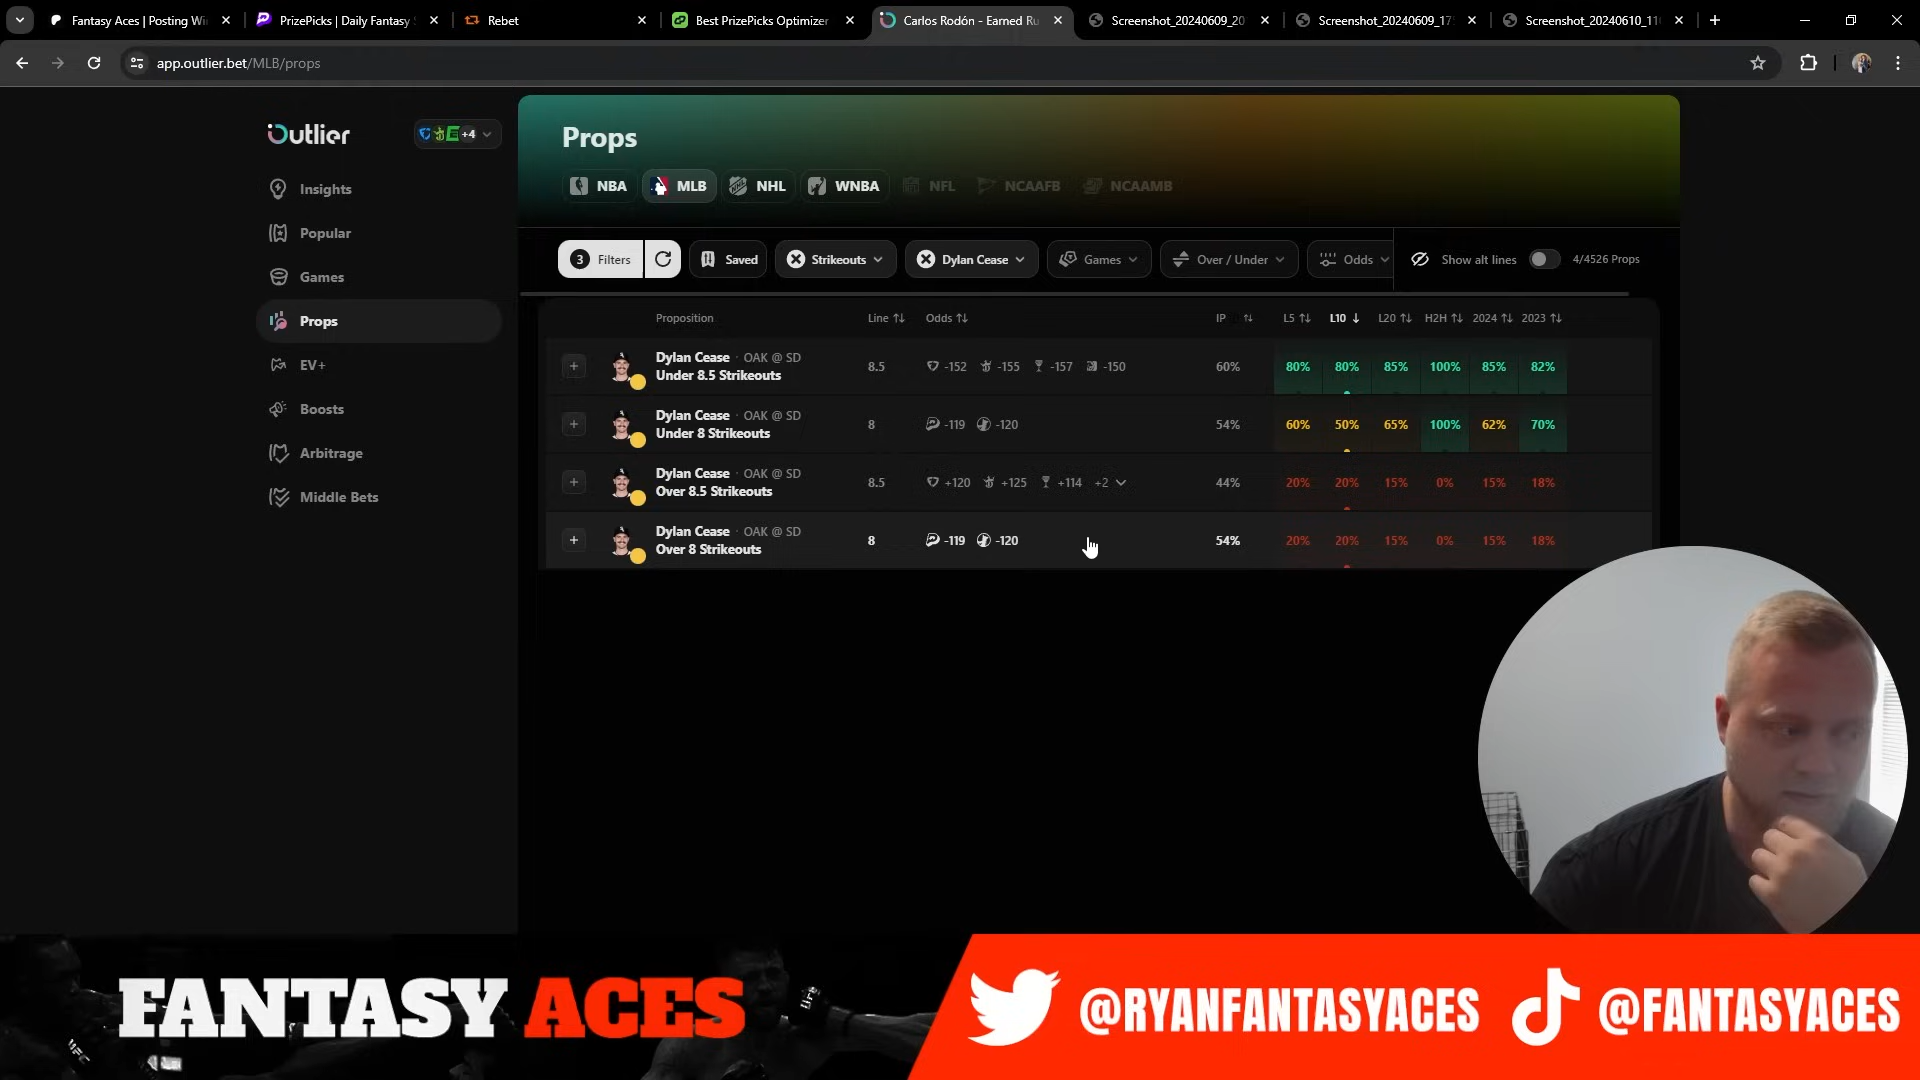 Fantasy Aces | Posting Wi
PrizePicks | Daily Fantasy
Rebet
Best PrizePicks Optimizer
Carlos Rodón - Earned Ru
Screenshot_20240609_20
Screenshot_20240609_17
Screenshot_20240610_11
app.outlier.bet/MLB/props
Outlier
+4
Insights
Popular
Games
Props
EV+
Boosts
Arbitrage
Middle Bets
Props
NBA
MLB
NHL
WNBA
NFL
NCAAFB
NCAAMB
3 Filters
Saved
Strikeouts
Dylan Cease
Games
Over / Under
Odds
Show alt lines
4/4526 Props
Proposition Line Odds IP L5 L10 L20 H2H 2024 2023
Dylan Cease · OAK @ SD
Under 8.5 Strikeouts
8.5 -152 -155 -157 -150 60% 80% 80% 85% 100% 85% 82%
Dylan Cease · OAK @ SD
Under 8 Strikeouts
8 -119 -120 54% 60% 50% 65% 100% 62% 70%
Dylan Cease · OAK @ SD
Over 8.5 Strikeouts
8.5 +120 +125 +114 +2 44% 20% 20% 15% 0% 15% 18%
Dylan Cease · OAK @ SD
Over 8 Strikeouts
8 -119 -120 54% 20% 20% 15% 0% 15% 18%
FANTASY ACES
@RYANFANTASYACES
@FANTASYACES